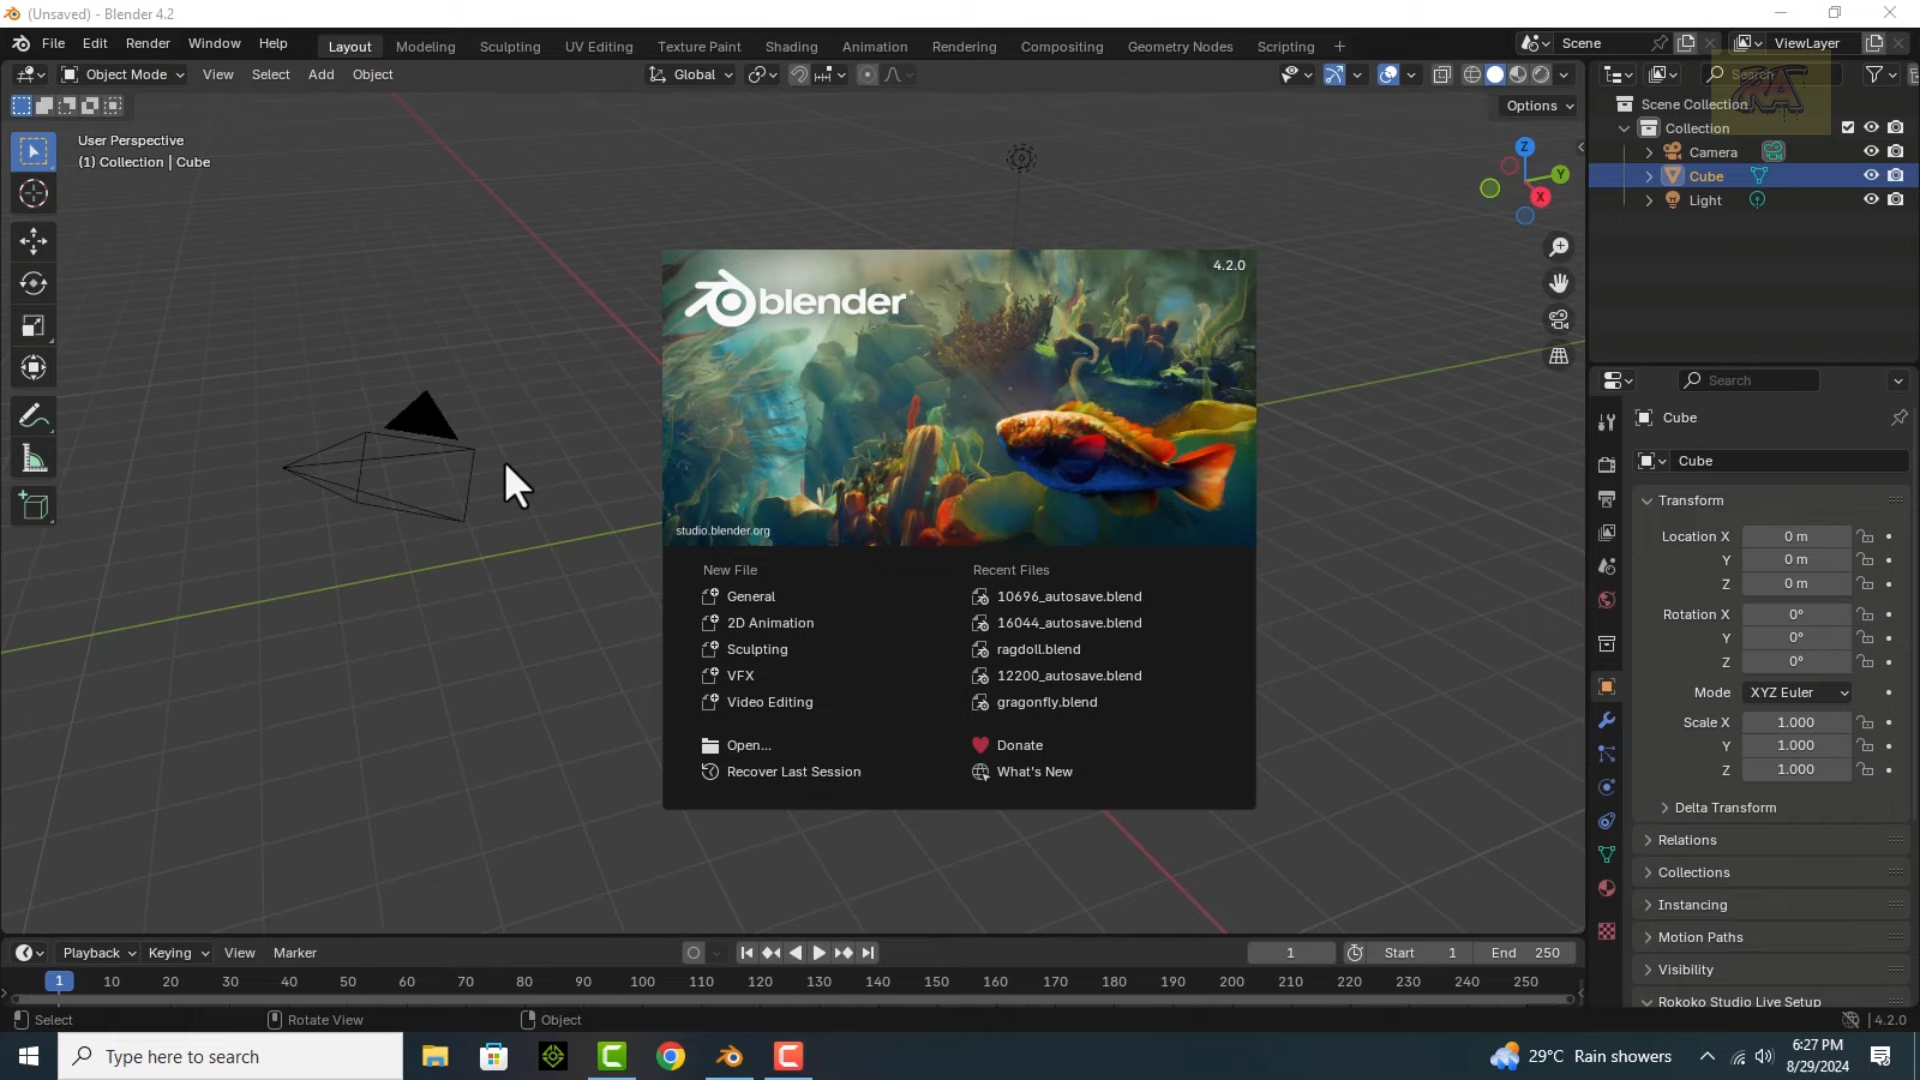 (Unsaved) - Blender 4.2
File Edit Render Window Help Layout Modeling Sculpting UV Editing Texture Paint Shading Animation Rendering Compositing Geometry Nodes Scripting + Scene ViewLayer
Object Mode View Select Add Object Global Search
Options
User Perspective
(1) Collection | Cube
Z
Y
X
Scene Collection
Collection
Camera
Cube
Light
4.2.0
blender
studio.blender.org
New File
General
2D Animation
Sculpting
VFX
Video Editing
Open...
Recover Last Session
Recent Files
10696_autosave.blend
16044_autosave.blend
ragdoll.blend
12200_autosave.blend
gragonfly.blend
Donate
What's New
Search
Cube
Cube
Transform
Location X 0 m
Y 0 m
Z 0 m
Rotation X 0°
Y 0°
Z 0°
Mode XYZ Euler
Scale X 1.000
Y 1.000
Z 1.000
Delta Transform
Relations
Collections
Instancing
Motion Paths
Visibility
Rokoko Studio Live Setup
Playback Keying View Marker 1 Start 1 End 250
1 10 20 30 40 50 60 70 80 90 100 110 120 130 140 150 160 170 180 190 200 210 220 230 240 250
Select Rotate View Object 4.2.0
Type here to search
29°C Rain showers
6:27 PM
8/29/2024